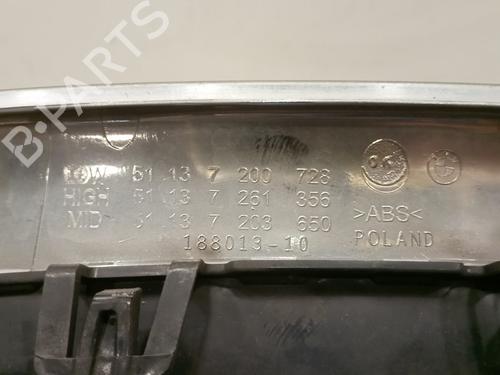 B-PARTS
LOW 51 13 7 200 728
HIGH 51 13 7 261 356
MID 51 13 7 203 650
188013-10
>ABS<
POLAND